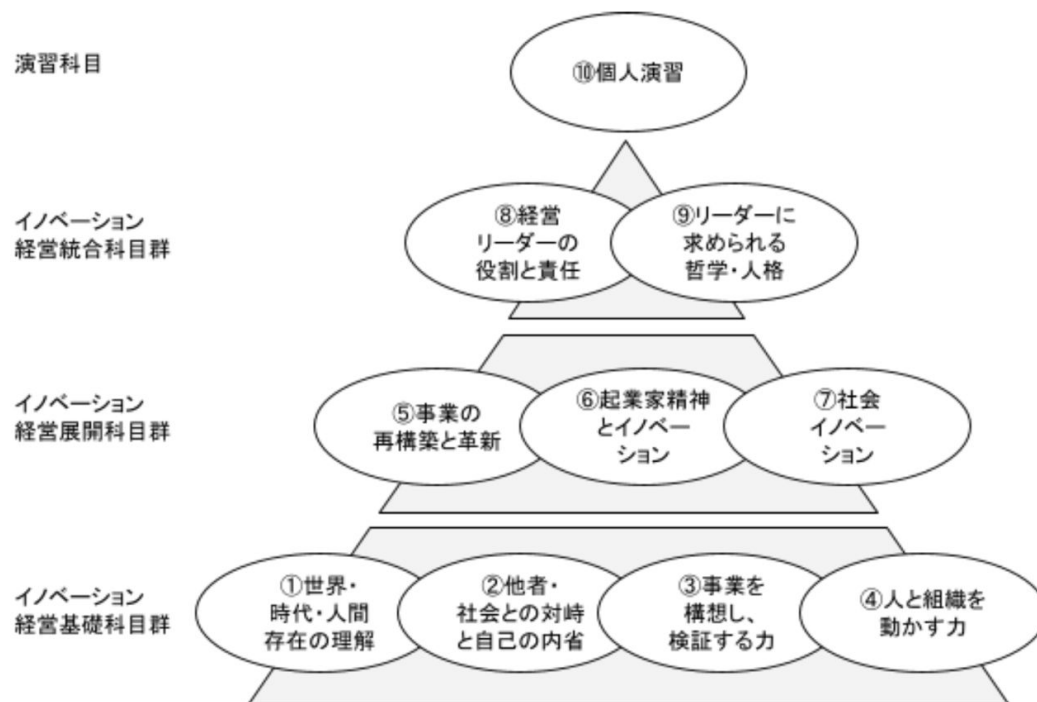 演習科目
⑩個人演習
イノベーション
経営統合科目群
⑧経営
リーダーの
役割と責任
⑨リーダーに
求められる
哲学・人格
イノベーション
経営展開科目群
⑤事業の
再構築と革新
⑥起業家精神
とイノベー
ション
⑦社会
イノベー
ション
イノベーション
経営基礎科目群
①世界・
時代・人間
存在の理解
②他者・
社会との対峙
と自己の内省
③事業を
構想し、
検証する力
④人と組織を
動かす力